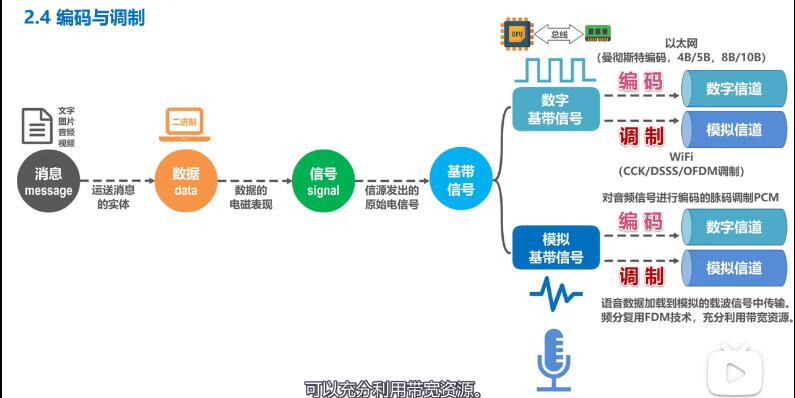 2.4 编码与调制
CPU
总线
以太网
（曼彻斯特编码，4B/5B，8B/10B）
编码
数字信道
数字
基带信号
调制
模拟信道
WiFi
(CCK/DSSS/OFDM调制)
文字
图片
音频
视频
二进制
消息
message
运送消息
的实体
数据
data
数据的
电磁表现
信号
signal
信源发出的
原始电信号
基带
信号
对音频信号进行编码的脉码调制PCM
编码
数字信道
模拟
基带信号
调制
模拟信道
语音数据加载到模拟的载波信号中传输。
频分复用FDM技术，充分利用带宽资源。
可以充分利用带宽资源。